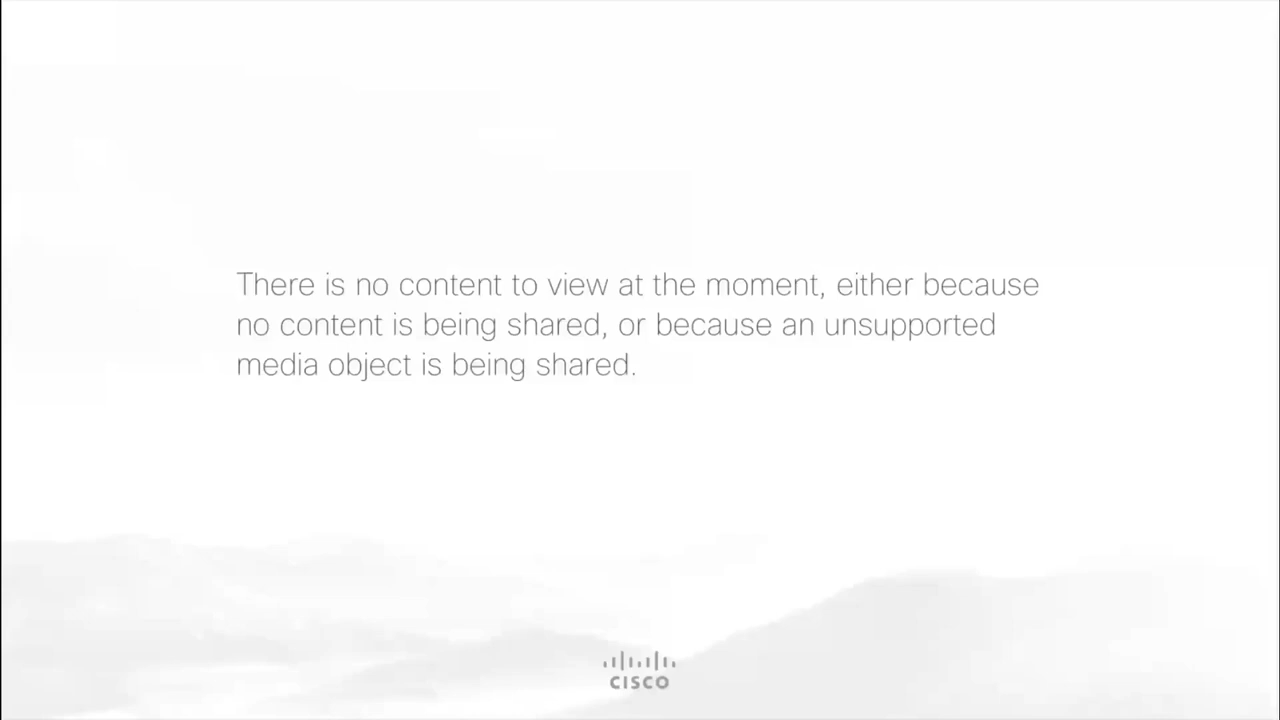 There is no content to view at the moment, either because
no content is being shared, or because an unsupported
media object is being shared.
CISCO